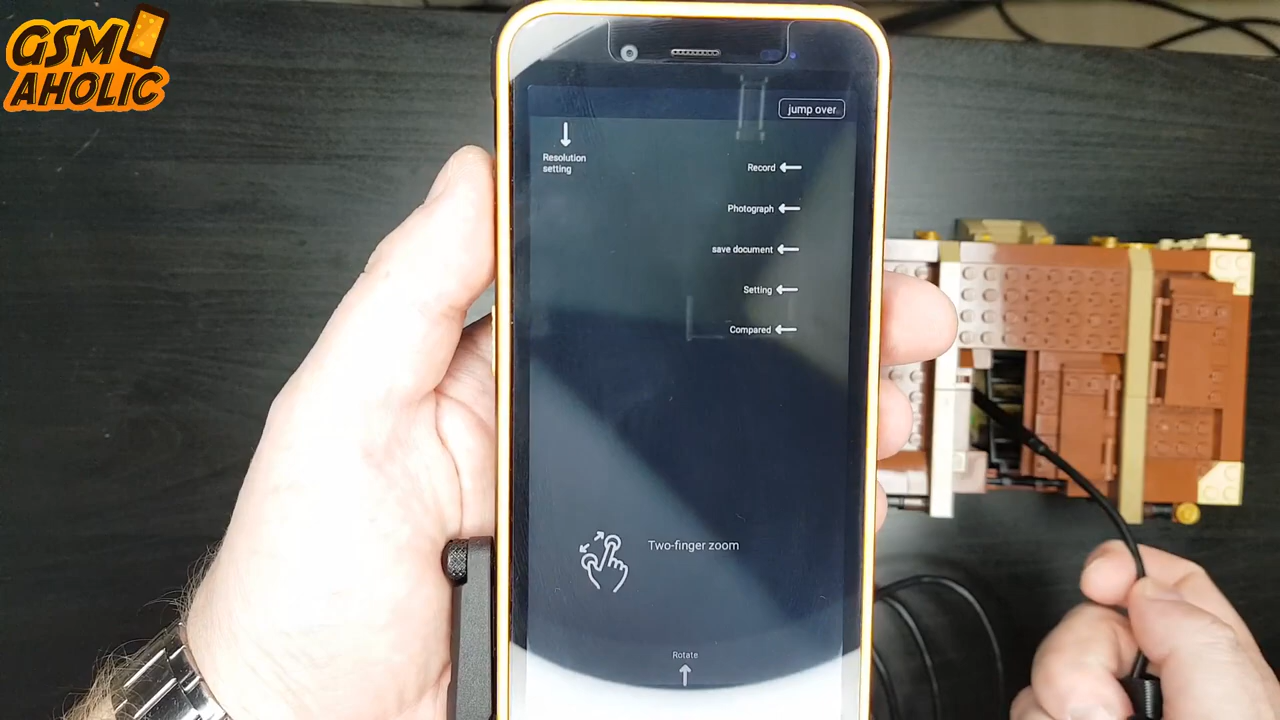 GSM
AHOLIC
jump over
Resolution
setting
Record
Photograph
save document
Setting
Compared
Two-finger zoom
Rotate